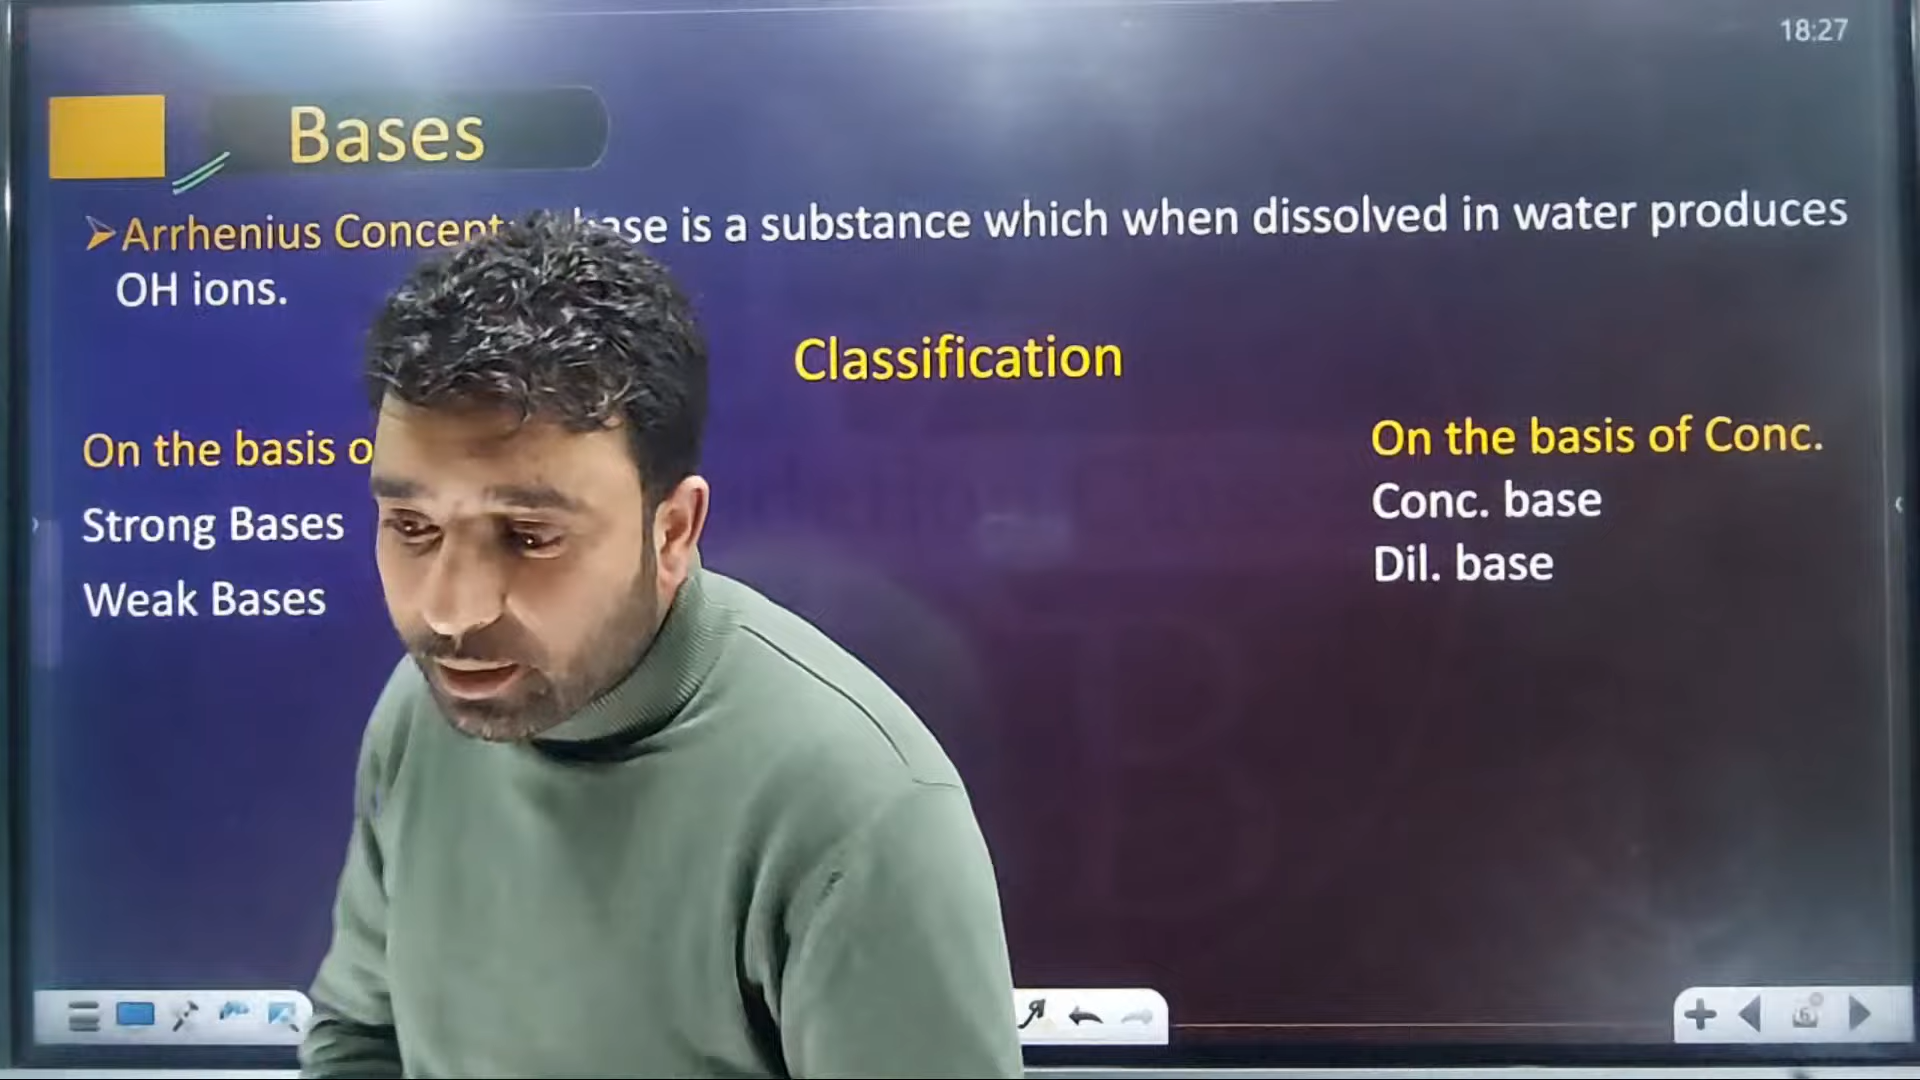 18:27
Bases
➤Arrhenius Concept: base is a substance which when dissolved in water produces
OH ions.
Classification
On the basis
On the basis of Conc.
Strong Bases
Conc. base
Weak Bases
Dil. base